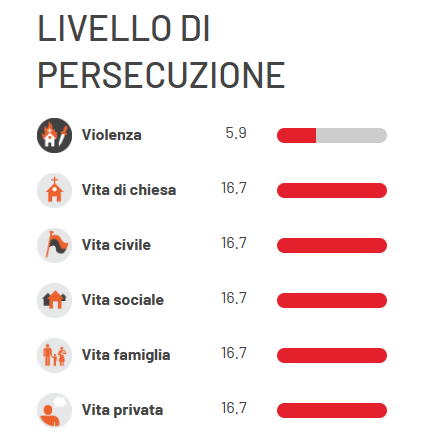 LIVELLO DI
PERSECUZIONE
Violenza 5.9
Vita di chiesa 16.7
Vita civile 16.7
Vita sociale 16.7
Vita famiglia 16.7
Vita privata 16.7